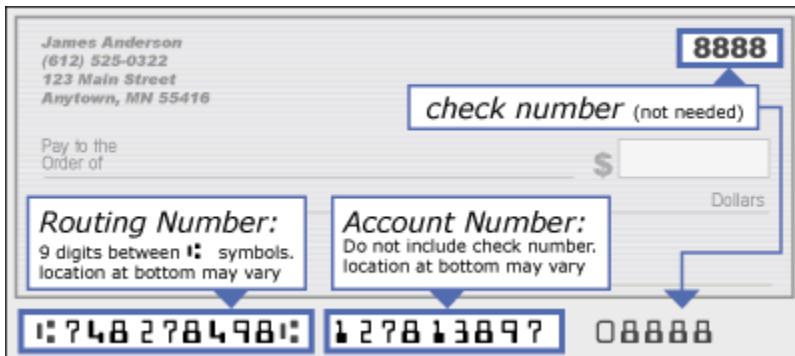 James Anderson
(612) 525-0322
123 Main Street
Anytown, MN 55416
8888
check number (not needed)
Pay to the
Order of
$
Dollars
Routing Number:
9 digits between ⑆ symbols.
location at bottom may vary
Account Number:
Do not include check number.
location at bottom may vary
⑆748278498⑆
127813897
08888